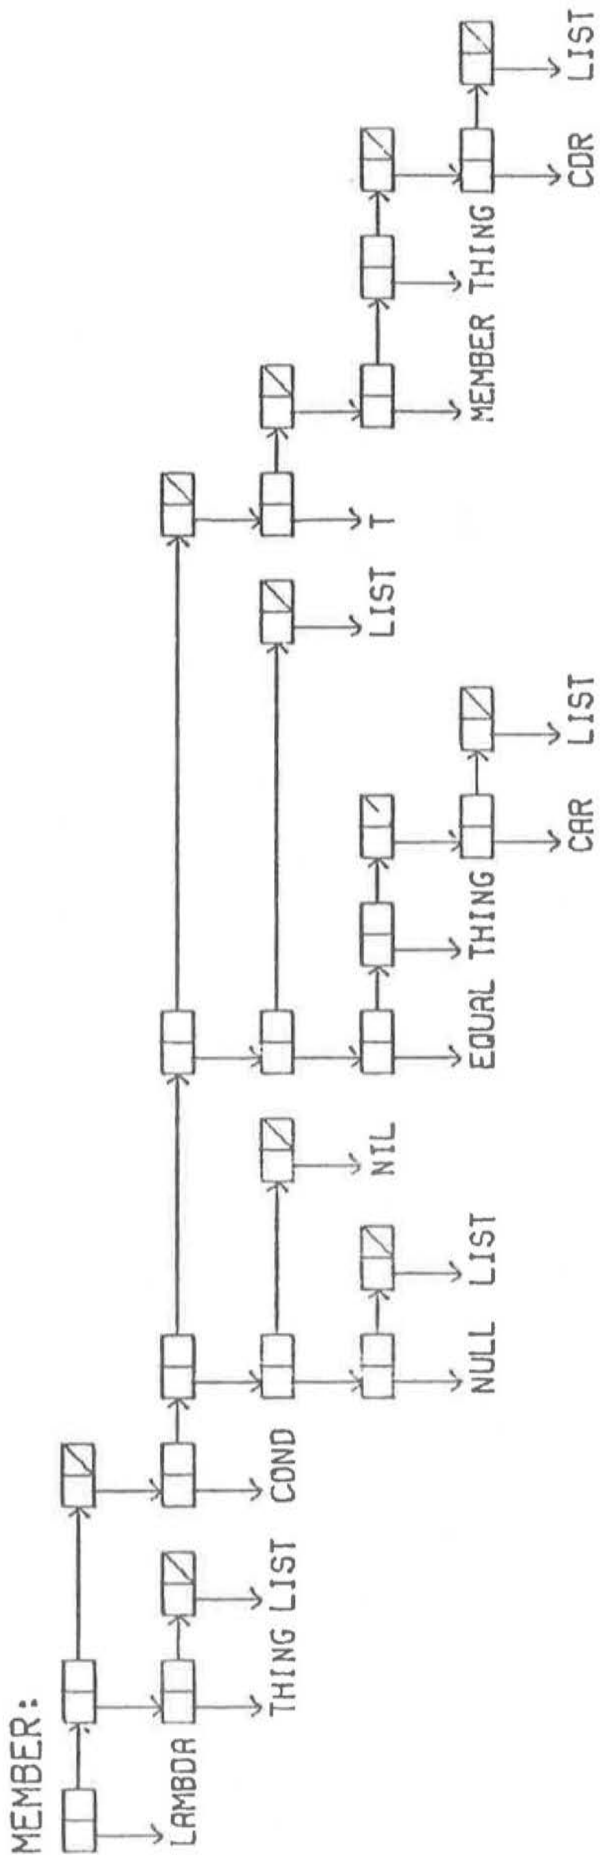 MEMBER:
LAMBDA
THING LIST
COND
NULL LIST
NIL
EQUAL THING
CAR LIST
LIST
T
MEMBER THING
CDR LIST